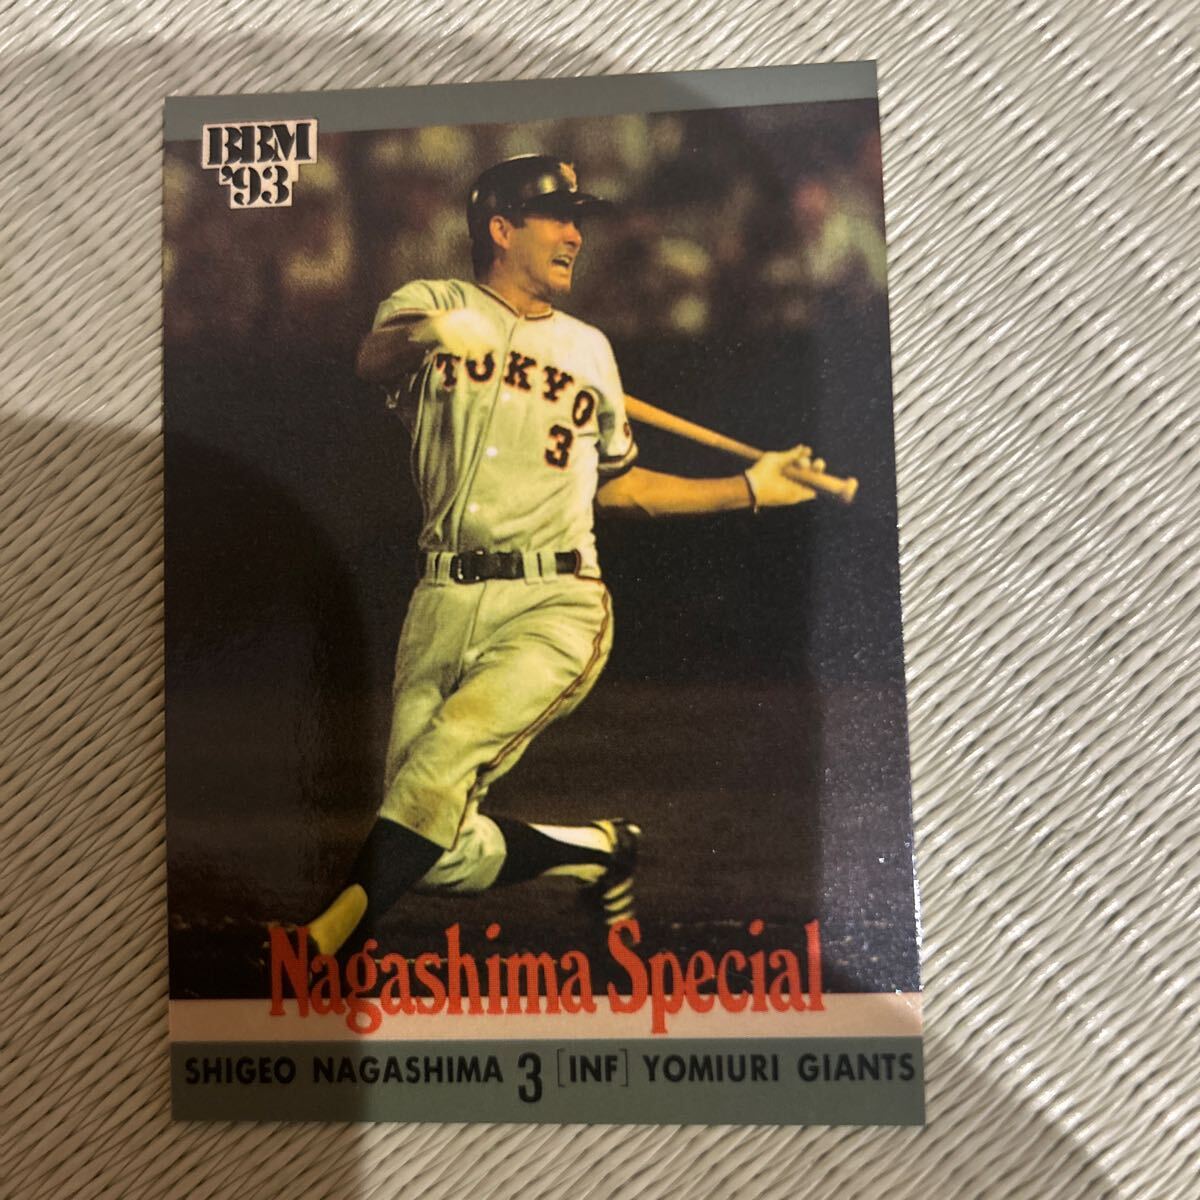 BBM
'93
TOKYO
3
Nagashima Special
SHIGEO NAGASHIMA 3 [INF] YOMIURI GIANTS